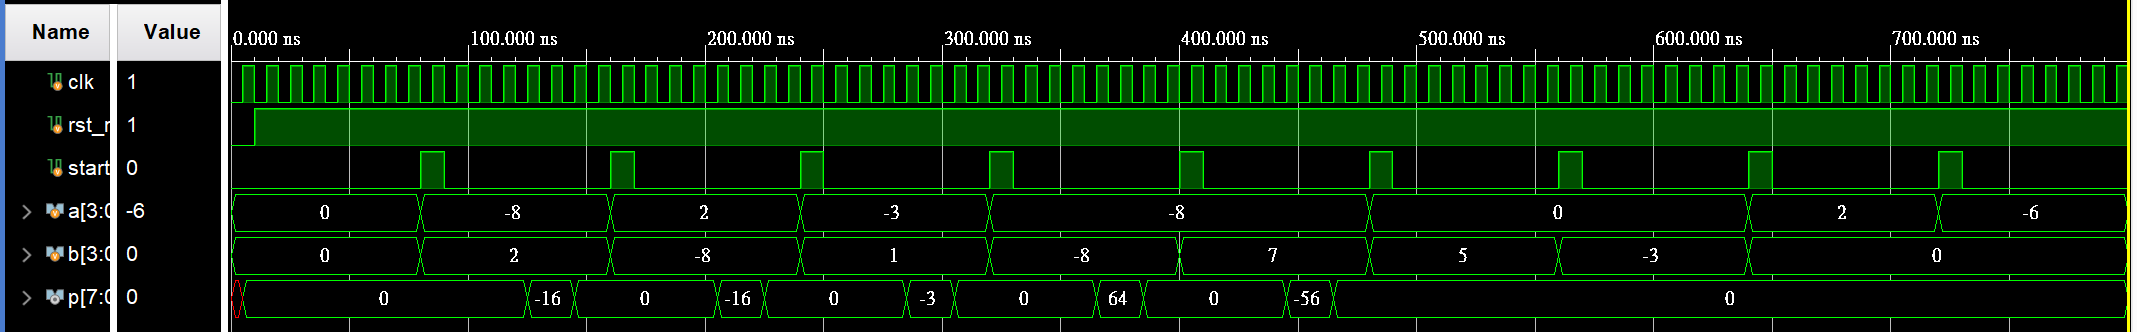 Name Value 0.000 ns 100.000 ns 200.000 ns 300.000 ns 400.000 ns 500.000 ns 600.000 ns 700.000 ns
clk 1
rst_r 1
start 0
a[3:0 -6 0 -8 2 -3 -8 0 2 -6
b[3:0 0 0 2 -8 1 -8 7 5 -3 0
p[7:0 0 0 -16 0 -16 0 -3 0 64 0 -56 0